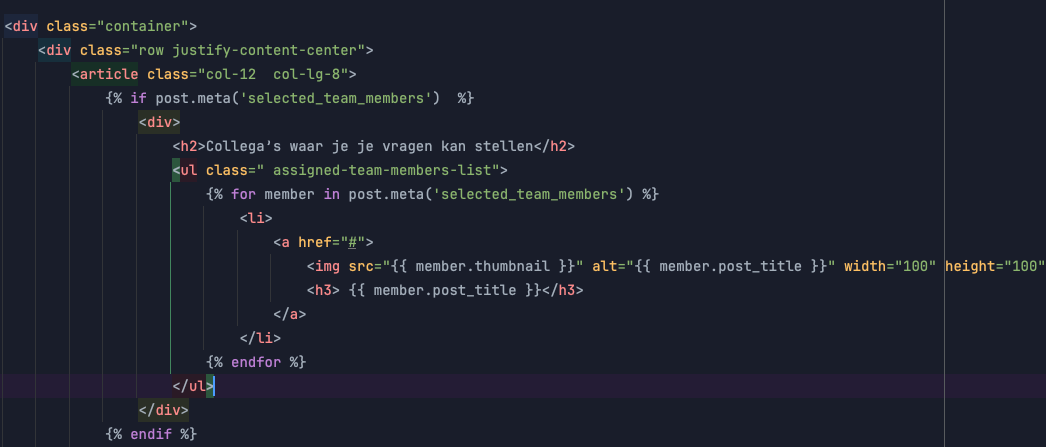 <div class="container">
<div class="row justify-content-center">
<article class="col-12  col-lg-8">
{% if post.meta('selected_team_members')  %}
<div>
<h2>Collega's waar je je vragen kan stellen</h2>
<ul class=" assigned-team-members-list">
{% for member in post.meta('selected_team_members') %}
<li>
<a href="#">
<img src="{{ member.thumbnail }}" alt="{{ member.post_title }}" width="100" height="100"
<h3> {{ member.post_title }}</h3>
</a>
</li>
{% endfor %}
</ul>
</div>
{% endif %}